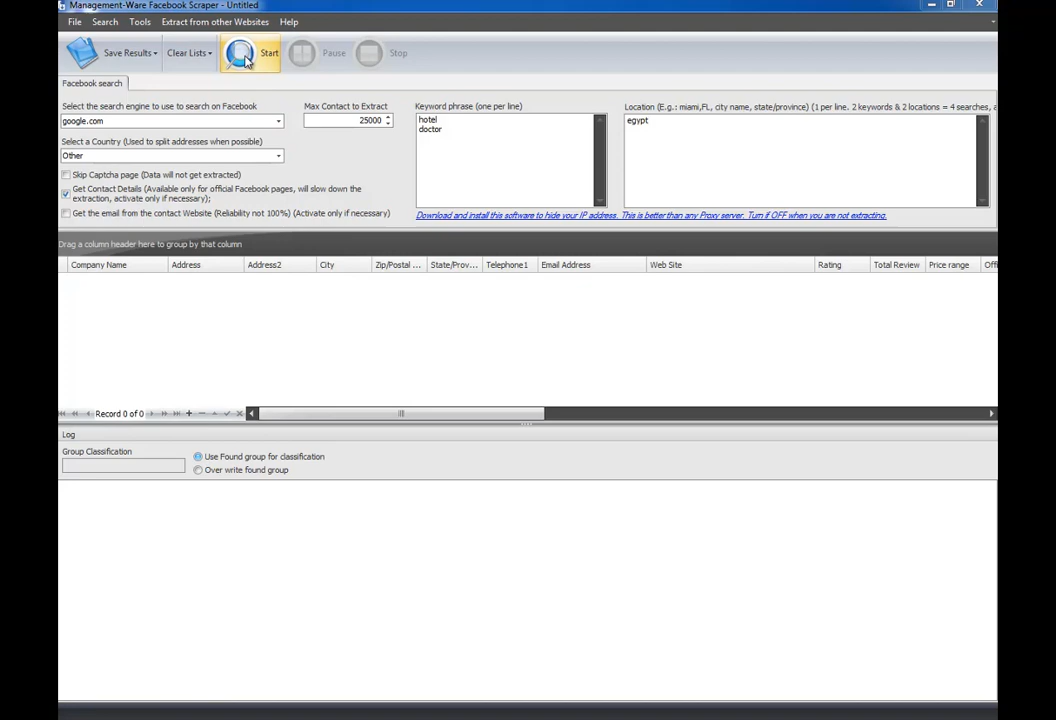 Management-Ware Facebook Scraper - Untitled
File Search Tools Extract from other Websites Help
Save Results Clear Lists Start Pause Stop
Facebook search
Select the search engine to use to search on Facebook
google.com
Max Contact to Extract
25000
Keyword phrase (one per line)
hotel
doctor
Location (E.g.: miami,FL, city name, state/province) (1 per line. 2 keywords & 2 locations = 4 searches, a
egypt
Select a Country (Used to split addresses when possible)
Other
Skip Captcha page (Data will not get extracted)
Get Contact Details (Available only for official Facebook pages, will slow down the
extraction, activate only if necessary);
Get the email from the contact Website (Reliability not 100%) (Activate only if necessary)
Download and install this software to hide your IP address. This is better than any Proxy server. Turn if OFF when you are not extracting.
Drag a column header here to group by that column
Company Name Address Address2 City Zip/Postal ... State/Prov... Telephone1 Email Address Web Site Rating Total Review Price range Offi
Record 0 of 0
Log
Group Classification
Use Found group for classification
Over write found group